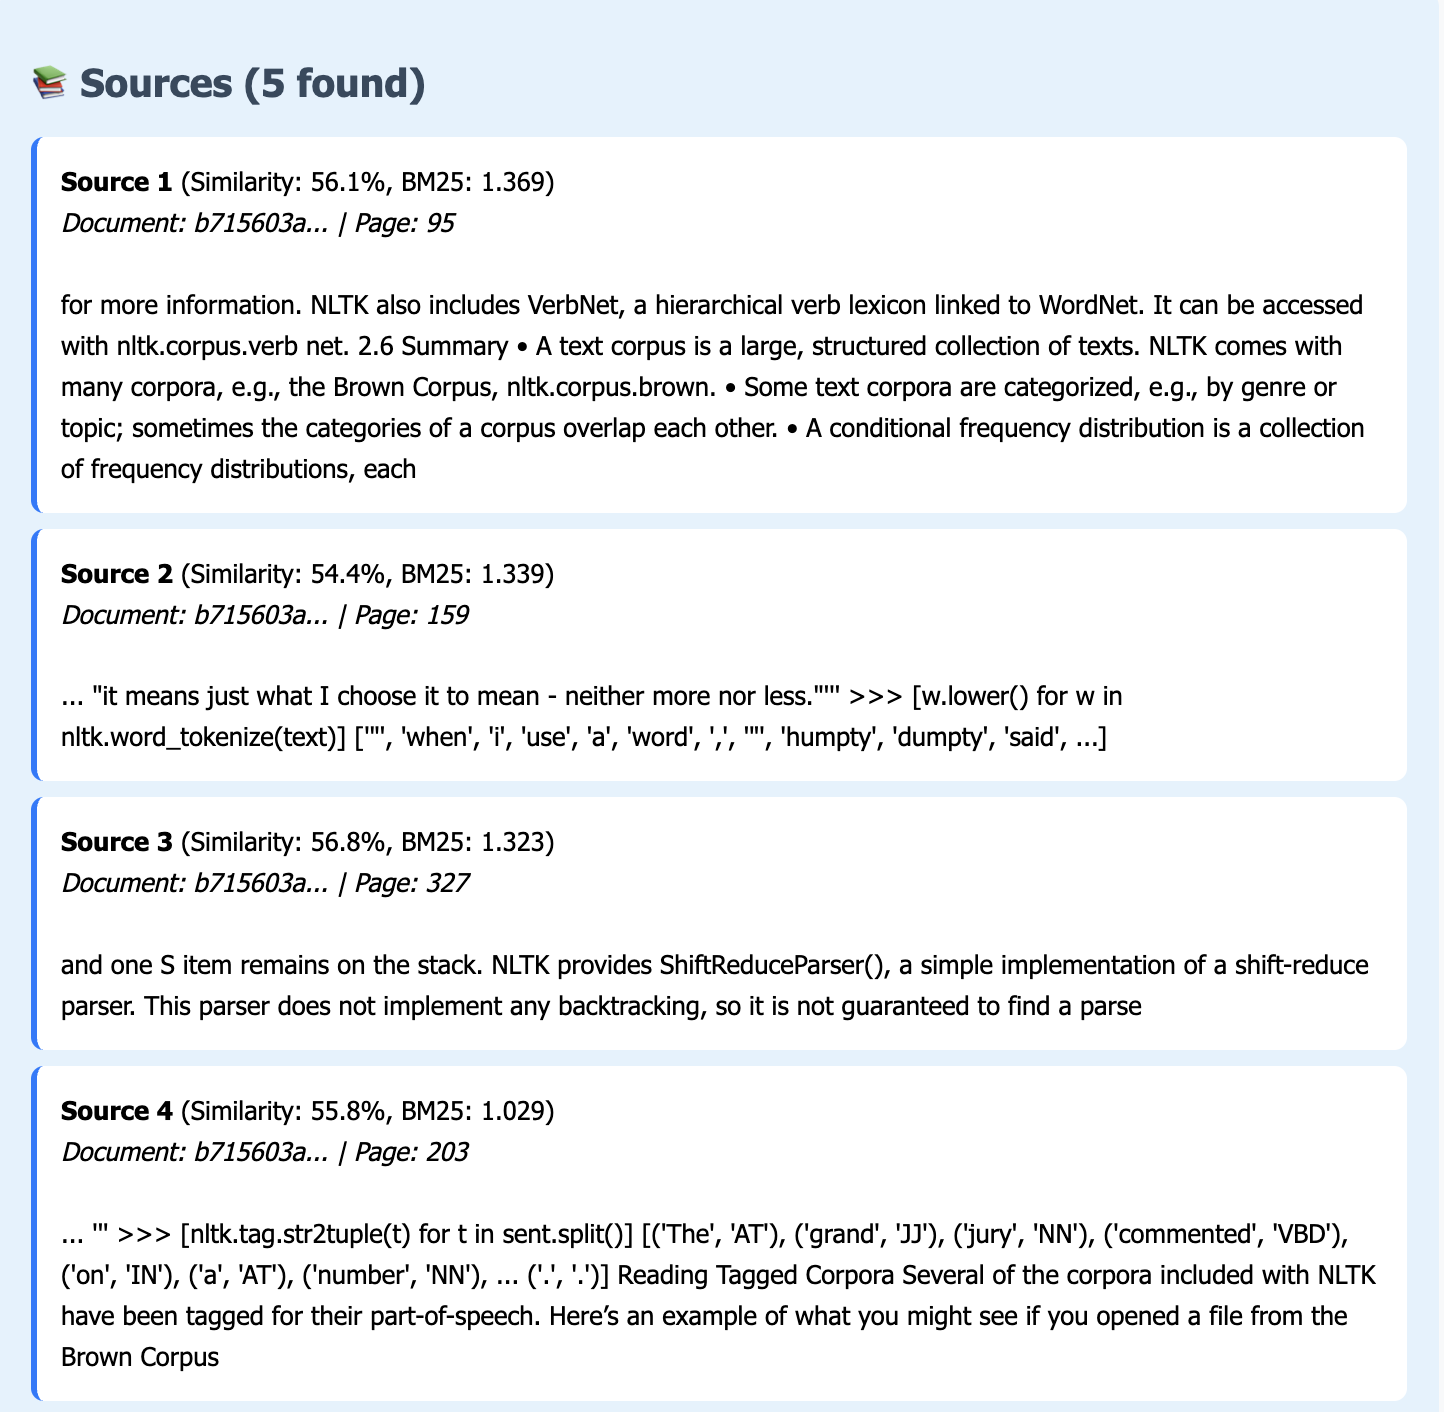 📚 Sources (5 found)
Source 1 (Similarity: 56.1%, BM25: 1.369)
Document: b715603a... | Page: 95
for more information. NLTK also includes VerbNet, a hierarchical verb lexicon linked to WordNet. It can be accessed
with nltk.corpus.verb net. 2.6 Summary • A text corpus is a large, structured collection of texts. NLTK comes with
many corpora, e.g., the Brown Corpus, nltk.corpus.brown. • Some text corpora are categorized, e.g., by genre or
topic; sometimes the categories of a corpus overlap each other. • A conditional frequency distribution is a collection
of frequency distributions, each
Source 2 (Similarity: 54.4%, BM25: 1.339)
Document: b715603a... | Page: 159
... "it means just what I choose it to mean - neither more nor less."''' >>> [w.lower() for w in
nltk.word_tokenize(text)] ['"', 'when', 'i', 'use', 'a', 'word', ',', '"', 'humpty', 'dumpty', 'said', ...]
Source 3 (Similarity: 56.8%, BM25: 1.323)
Document: b715603a... | Page: 327
and one S item remains on the stack. NLTK provides ShiftReduceParser(), a simple implementation of a shift-reduce
parser. This parser does not implement any backtracking, so it is not guaranteed to find a parse
Source 4 (Similarity: 55.8%, BM25: 1.029)
Document: b715603a... | Page: 203
... ''' >>> [nltk.tag.str2tuple(t) for t in sent.split()] [('The', 'AT'), ('grand', 'JJ'), ('jury', 'NN'), ('commented', 'VBD'),
('on', 'IN'), ('a', 'AT'), ('number', 'NN'), ... ('.', '.')] Reading Tagged Corpora Several of the corpora included with NLTK
have been tagged for their part-of-speech. Here’s an example of what you might see if you opened a file from the
Brown Corpus